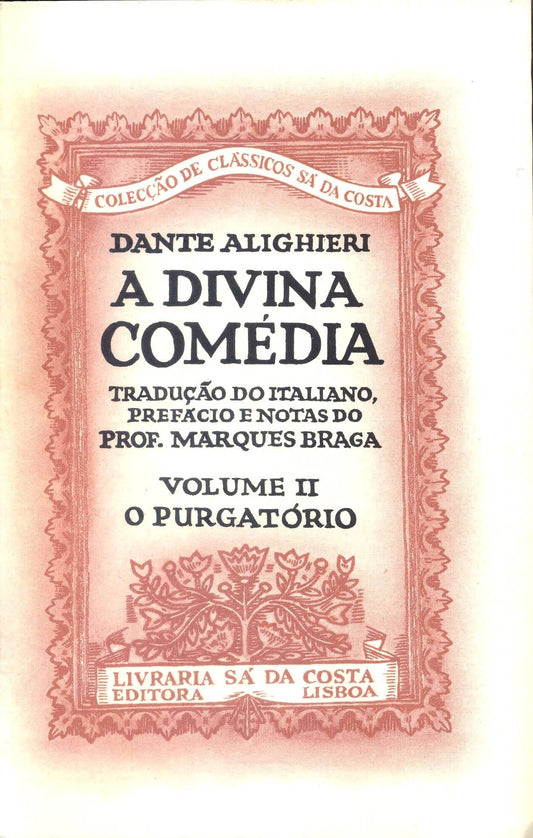 COLECÇÃO DE CLÁSSICOS SÁ DA COSTA
DANTE ALIGHIERI
A DIVINA
COMÉDIA
TRADUÇÃO DO ITALIANO,
PREFÁCIO E NOTAS DO
PROF. MARQUES BRAGA
VOLUME II
O PURGATÓRIO
LIVRARIA SÁ DA COSTA
EDITORA LISBOA